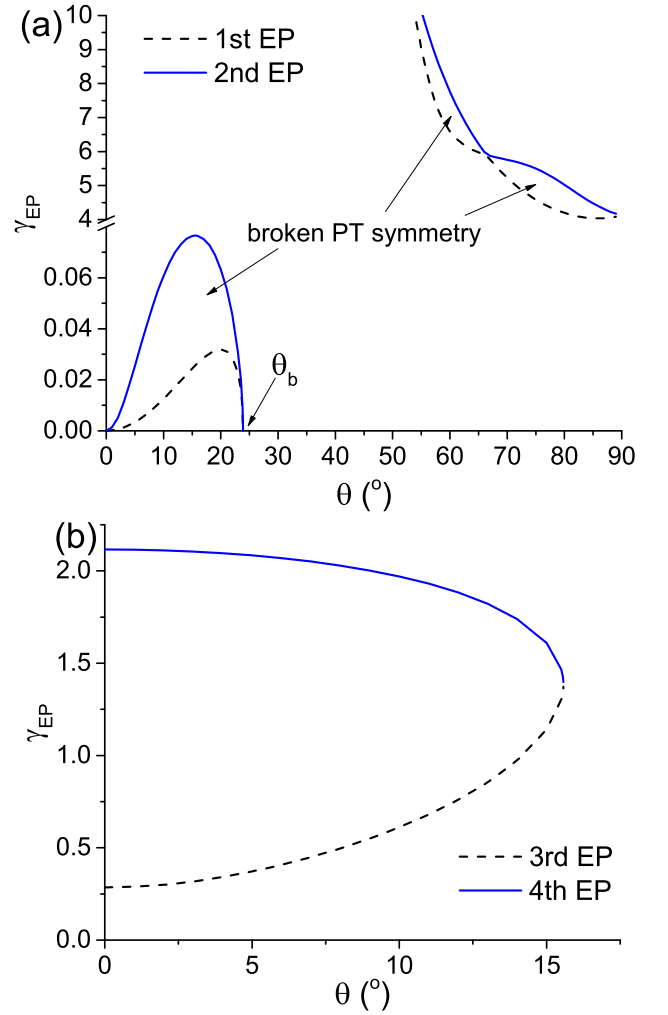 (a)
1st EP
2nd EP
10
9
8
7
6
5
4
0.06
0.04
0.02
0.00
γEP
broken PT symmetry
θb
0 10 20 30 40 50 60 70 80 90
θ (°)
(b)
2.0
1.5
1.0
0.5
0.0
γEP
3rd EP
4th EP
0 5 10 15
θ (°)